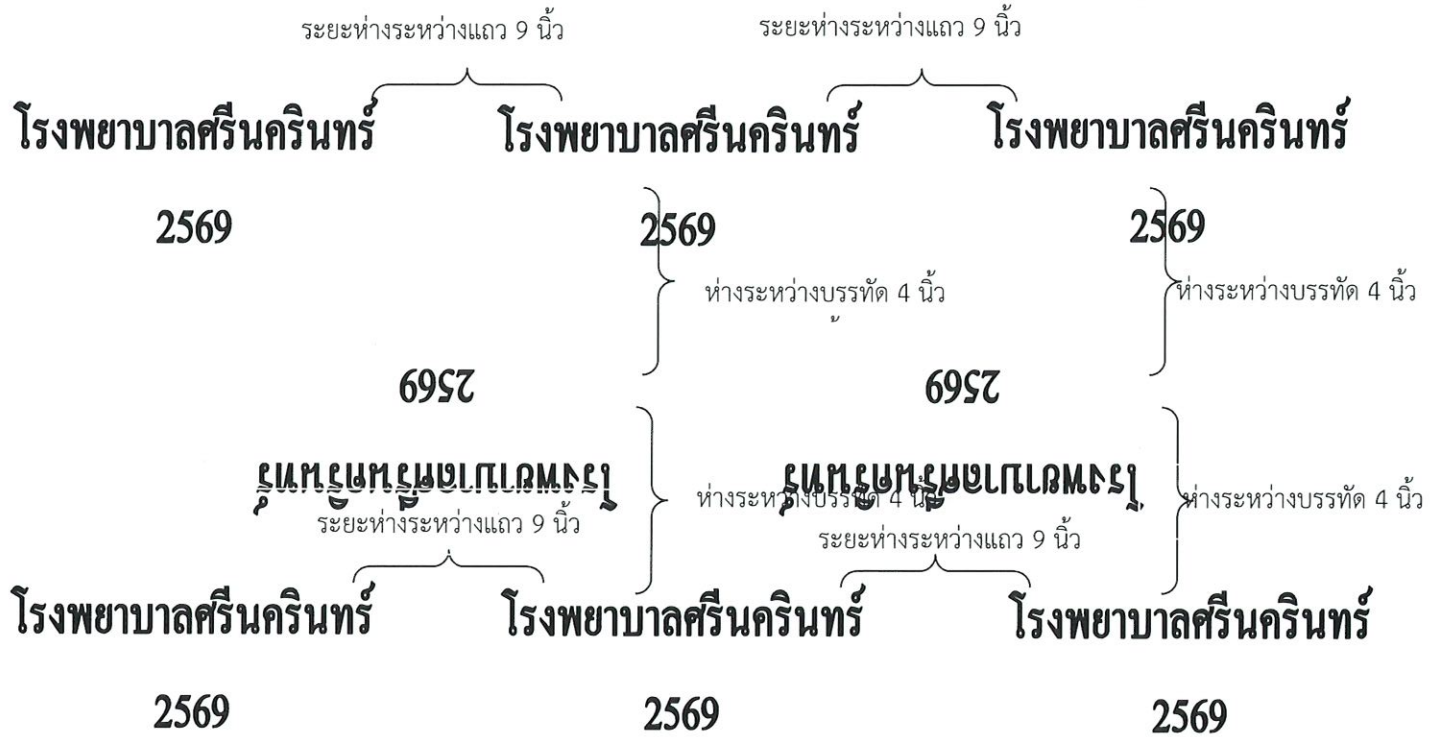 ระยะห่างระหว่างแถว 9 นิ้ว ระยะห่างระหว่างแถว 9 นิ้ว
โรงพยาบาลศรีนครินทร์ โรงพยาบาลศรีนครินทร์ โรงพยาบาลศรีนครินทร์
2569 2569 2569
ห่างระหว่างบรรทัด 4 นิ้ว ห่างระหว่างบรรทัด 4 นิ้ว
2569 2569
โรงพยาบาลศรีนครินทร์ โรงพยาบาลศรีนครินทร์
ห่างระหว่างบรรทัด 4 นิ้ว ห่างระหว่างบรรทัด 4 นิ้ว
ระยะห่างระหว่างแถว 9 นิ้ว ระยะห่างระหว่างแถว 9 นิ้ว
โรงพยาบาลศรีนครินทร์ โรงพยาบาลศรีนครินทร์ โรงพยาบาลศรีนครินทร์
2569 2569 2569